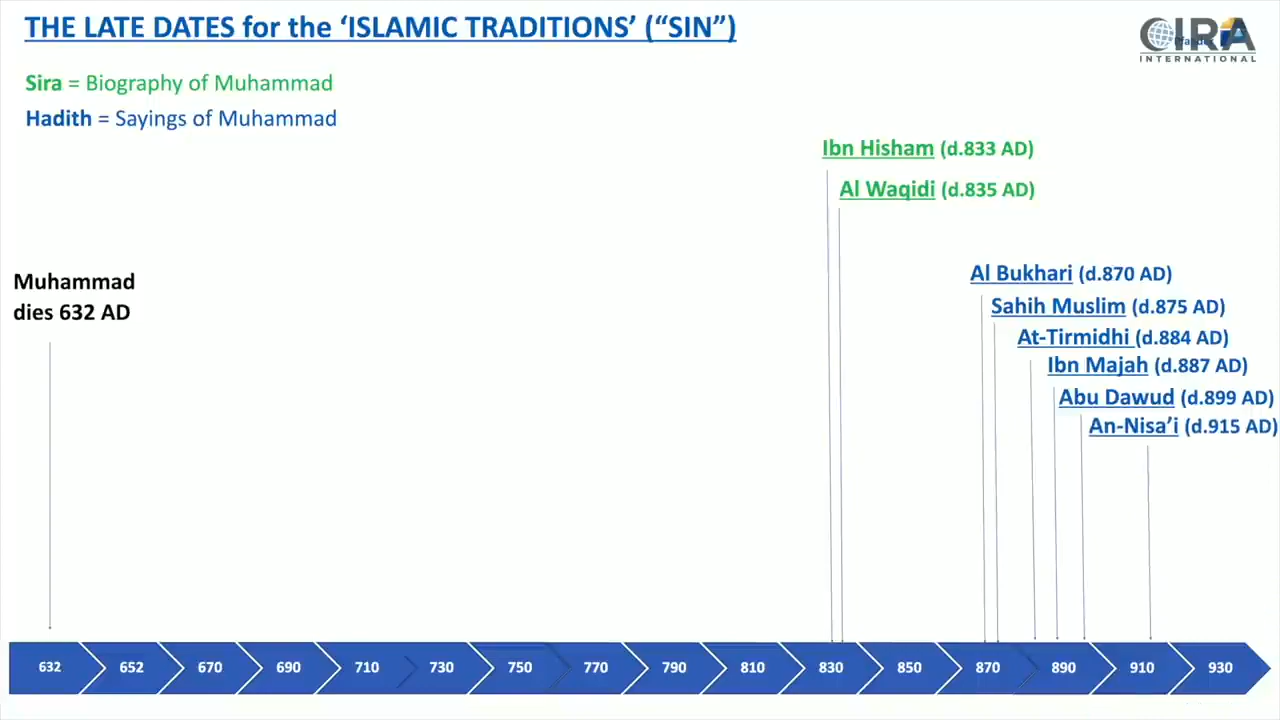 THE LATE DATES for the ‘ISLAMIC TRADITIONS’ (“SIN”)
CIRA
INTERNATIONAL
Sira = Biography of Muhammad
Hadith = Sayings of Muhammad
Ibn Hisham (d.833 AD)
Al Waqidi (d.835 AD)
Muhammad
dies 632 AD
Al Bukhari (d.870 AD)
Sahih Muslim (d.875 AD)
At-Tirmidhi (d.884 AD)
Ibn Majah (d.887 AD)
Abu Dawud (d.899 AD)
An-Nisa’i (d.915 AD)
632 652 670 690 710 730 750 770 790 810 830 850 870 890 910 930